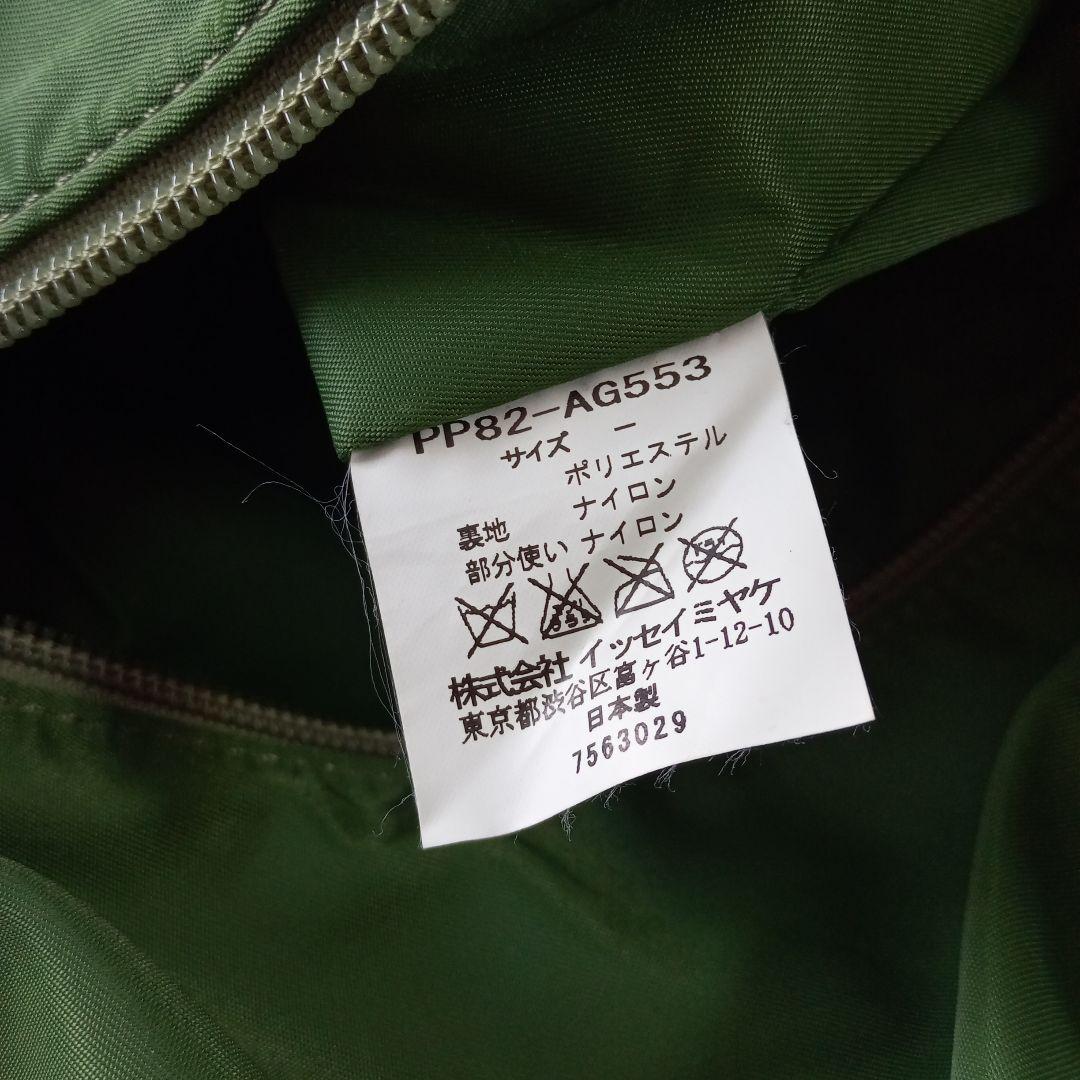 PP82-AG553
サイズ ー
ポリエステル
裏地 ナイロン
部分使い ナイロン
株式会社 イッセイミヤケ
東京都渋谷区富ヶ谷1-12-10
日本製
7563029